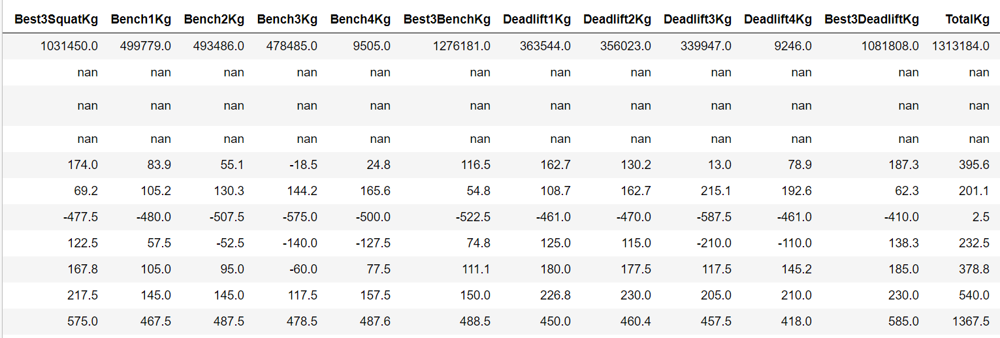 Best3SquatKg Bench1Kg Bench2Kg Bench3Kg Bench4Kg Best3BenchKg Deadlift1Kg Deadlift2Kg Deadlift3Kg Deadlift4Kg Best3DeadliftKg TotalKg
1031450.0 499779.0 493486.0 478485.0 9505.0 1276181.0 363544.0 356023.0 339947.0 9246.0 1081808.0 1313184.0
nan nan nan nan nan nan nan nan nan nan nan nan
nan nan nan nan nan nan nan nan nan nan nan nan
nan nan nan nan nan nan nan nan nan nan nan nan
174.0 83.9 55.1 -18.5 24.8 116.5 162.7 130.2 13.0 78.9 187.3 395.6
69.2 105.2 130.3 144.2 165.6 54.8 108.7 162.7 215.1 192.6 62.3 201.1
-477.5 -480.0 -507.5 -575.0 -500.0 -522.5 -461.0 -470.0 -587.5 -461.0 -410.0 2.5
122.5 57.5 -52.5 -140.0 -127.5 74.8 125.0 115.0 -210.0 -110.0 138.3 232.5
167.8 105.0 95.0 -60.0 77.5 111.1 180.0 177.5 117.5 145.2 185.0 378.8
217.5 145.0 145.0 117.5 157.5 150.0 226.8 230.0 205.0 210.0 230.0 540.0
575.0 467.5 487.5 478.5 487.6 488.5 450.0 460.4 457.5 418.0 585.0 1367.5